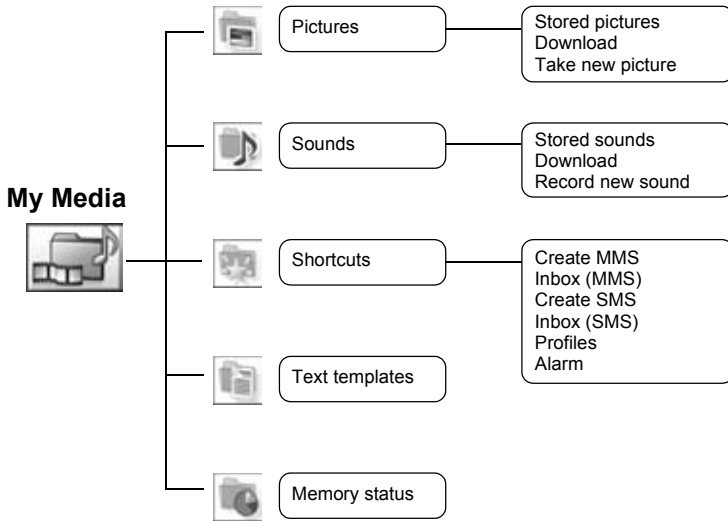 My Media
Pictures
Stored pictures
Download
Take new picture
Sounds
Stored sounds
Download
Record new sound
Shortcuts
Create MMS
Inbox (MMS)
Create SMS
Inbox (SMS)
Profiles
Alarm
Text templates
Memory status